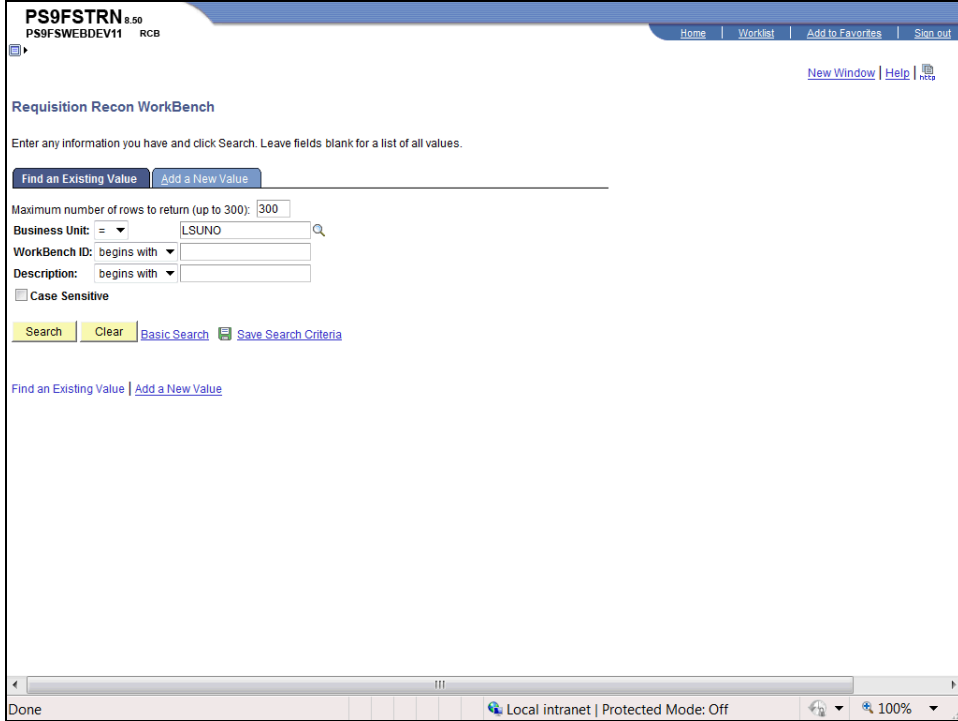 PS9FSTRN 8.50
PS9FSWEBDEV11 RCB
Home | Worklist | Add to Favorites | Sign out
New Window | Help | http
Requisition Recon WorkBench
Enter any information you have and click Search. Leave fields blank for a list of all values.
Find an Existing Value Add a New Value
Maximum number of rows to return (up to 300): 300
Business Unit: = LSUNO
WorkBench ID: begins with
Description: begins with
Case Sensitive
Search Clear Basic Search Save Search Criteria
Find an Existing Value | Add a New Value
Done Local intranet | Protected Mode: Off 100%